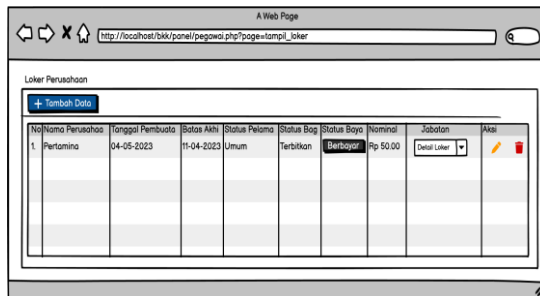 A Web Page
http://localhost/bkk/panel/pegawai.php?page=tampil_loker
Loker Perusahaan
+ Tambah Data
No Nama Perusahaa Tanggal Pembuata Batas Akhi Status Pelama Status Bag Status Baya Nominal Jabatan Aksi
1. Pertamina 04-05-2023 11-04-2023 Umum Terbitkan Berbayar Rp 50.00 Detail Loker